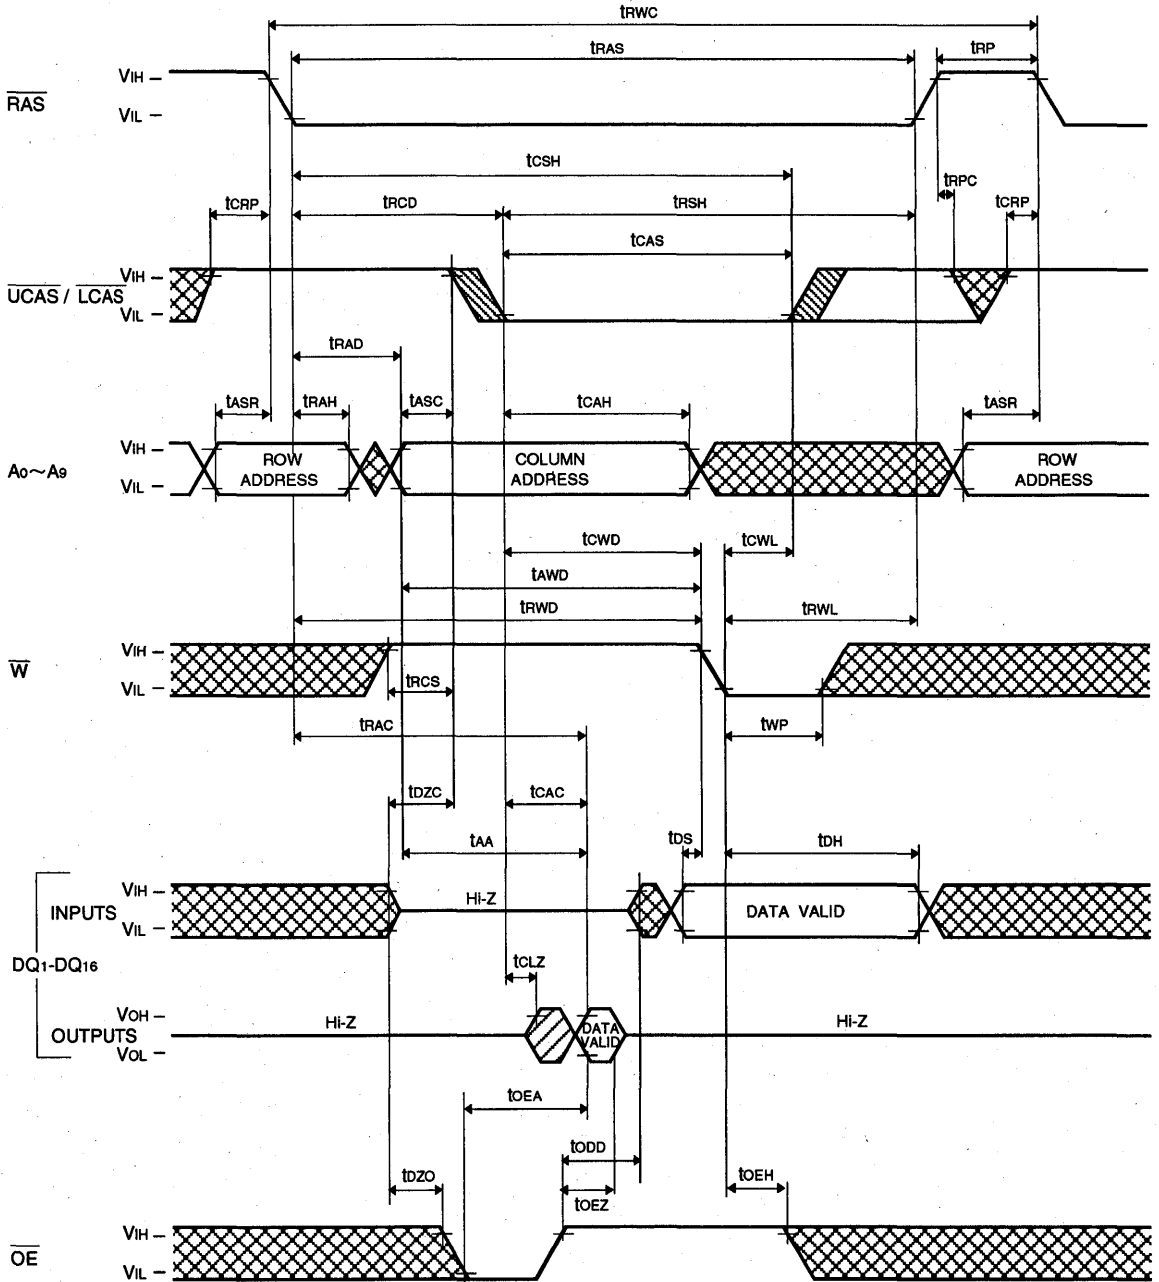 tRWC
tRAS tRP
VIH
RAS
VIL
tCSH
tRPC
tCRP tRCD tRSH tCRP
tCAS
VIH
UCAS / LCAS
VIL
tRAD
tASR tRAH tASC tCAH tASR
VIH
ROW COLUMN ROW
A0~A9
ADDRESS ADDRESS ADDRESS
VIL
tCWD tCWL
tAWD
tRWD tRWL
VIH
W
tRCS
VIL
tWP
tRAC
tDZC tCAC
tAA tDS tDH
VIH
Hi-Z
INPUTS DATA VALID
VIL
DQ1-DQ16
tCLZ
VOH
Hi-Z DATA Hi-Z
OUTPUTS VALID
VOL
tOEA
tODD
tDZO tOEZ tOEH
VIH
OE
VIL